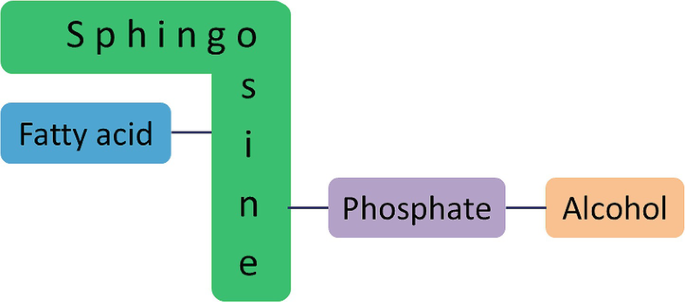 Sphingosine
Fatty acid
Phosphate
Alcohol